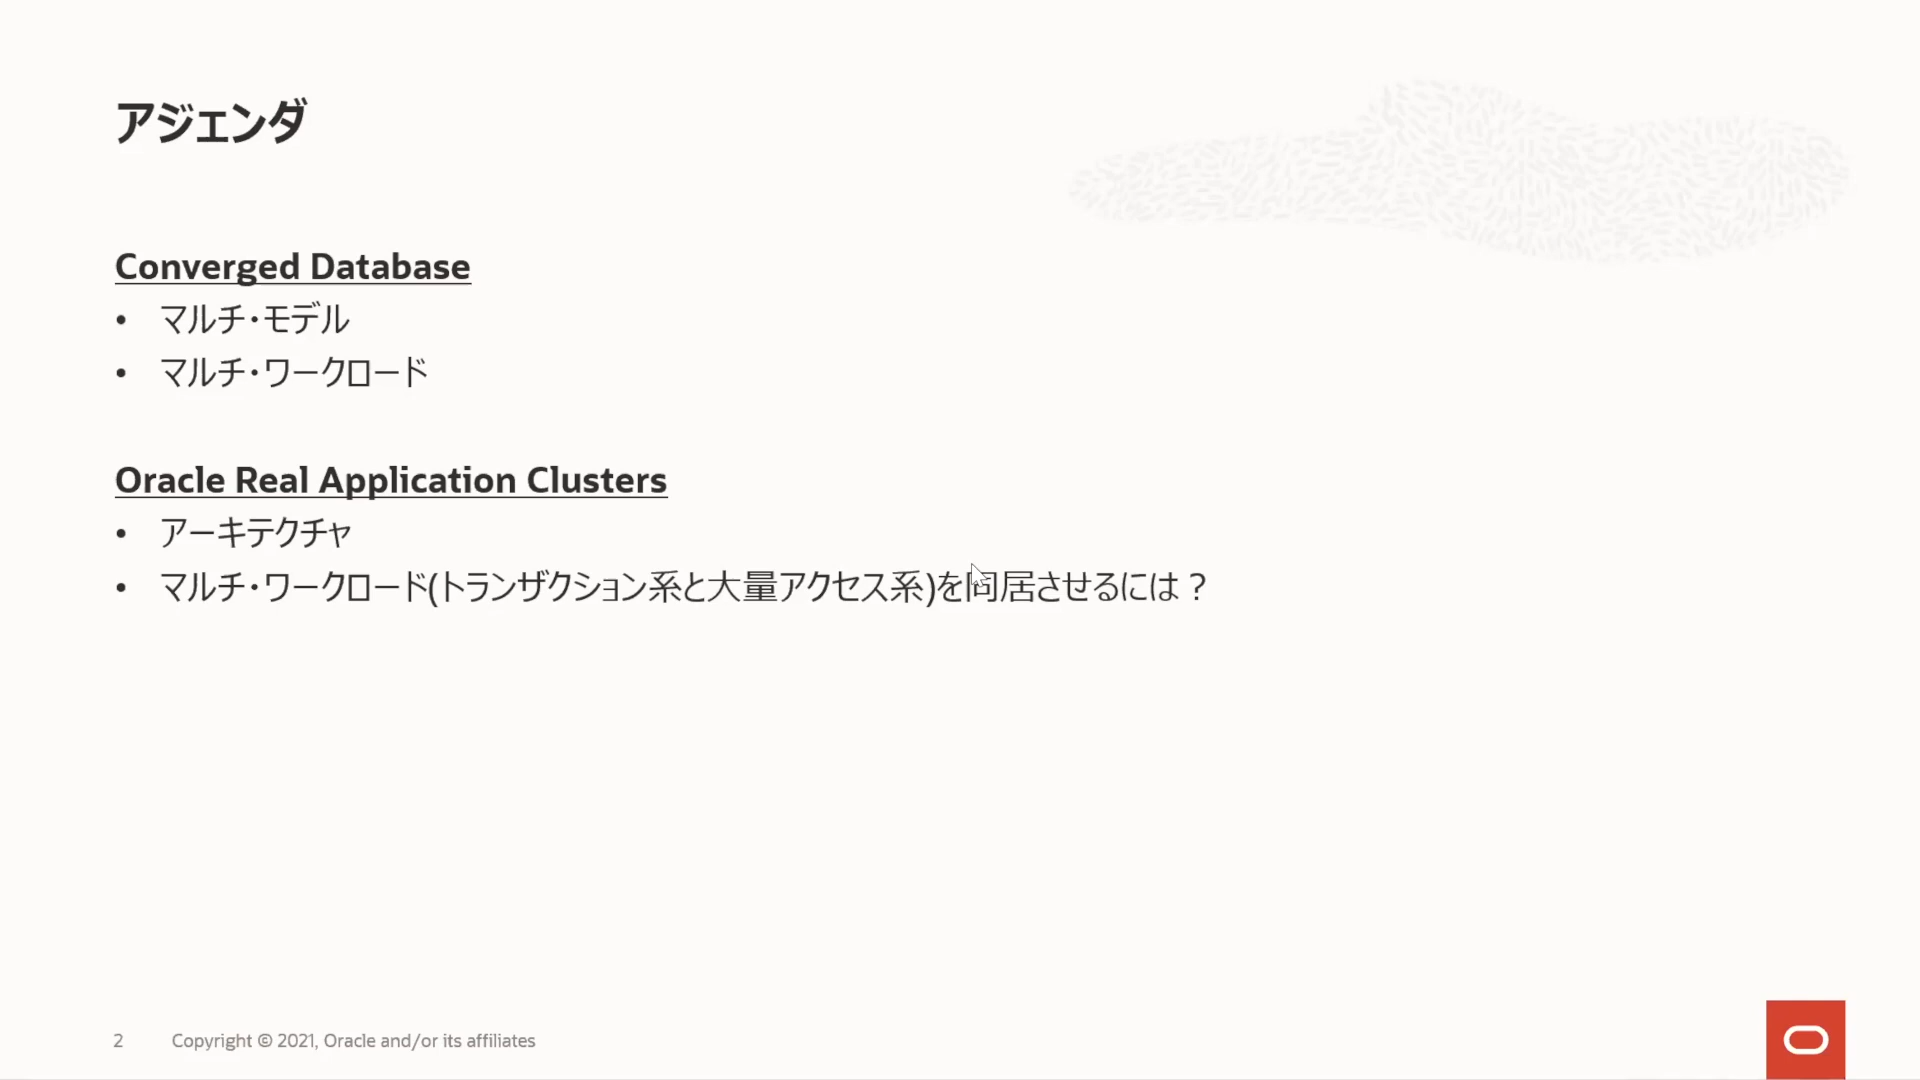 アジェンダ
Converged Database
• マルチ・モデル
• マルチ・ワークロード
Oracle Real Application Clusters
• アーキテクチャ
• マルチ・ワークロード(トランザクション系と大量アクセス系)を同居させるには？
2 Copyright © 2021, Oracle and/or its affiliates